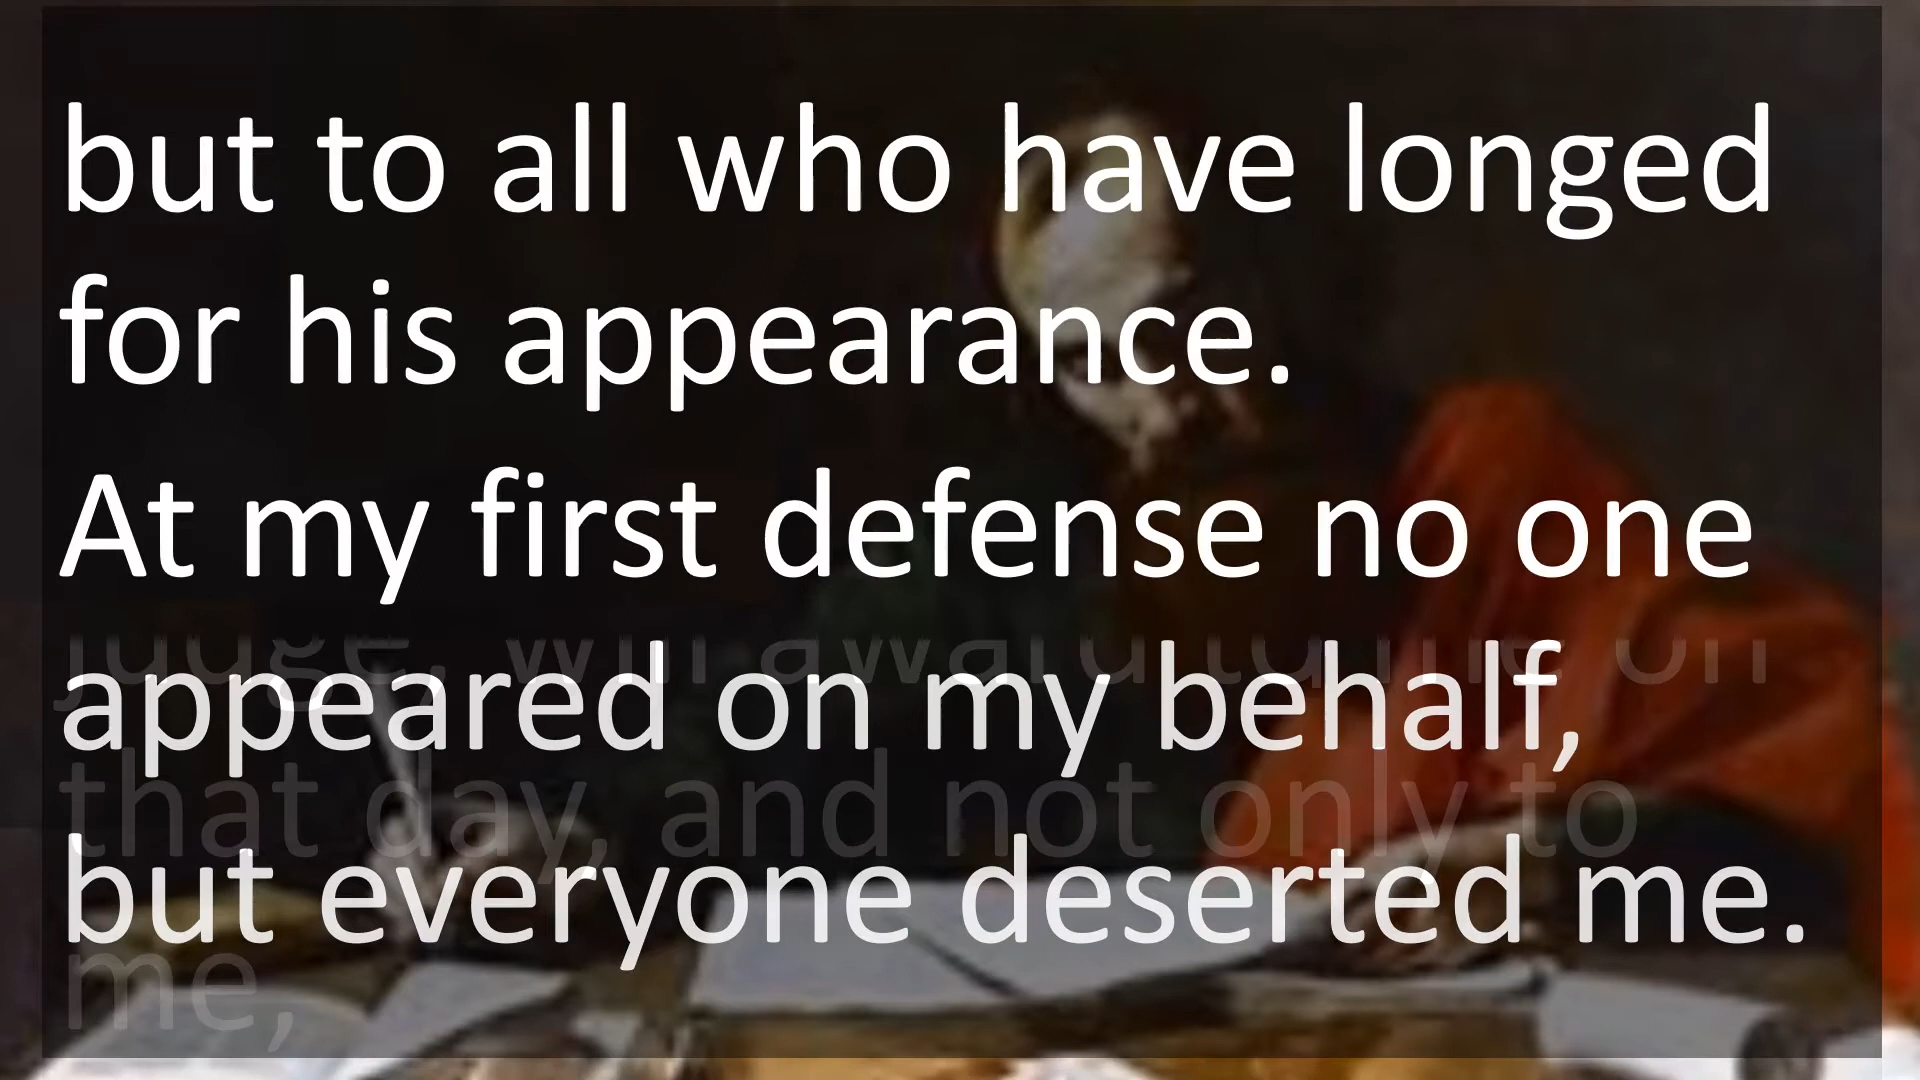 but to all who have longed
for his appearance.
At my first defense no one
appeared on my behalf,
that day, and not only to
but everyone deserted me.
me,